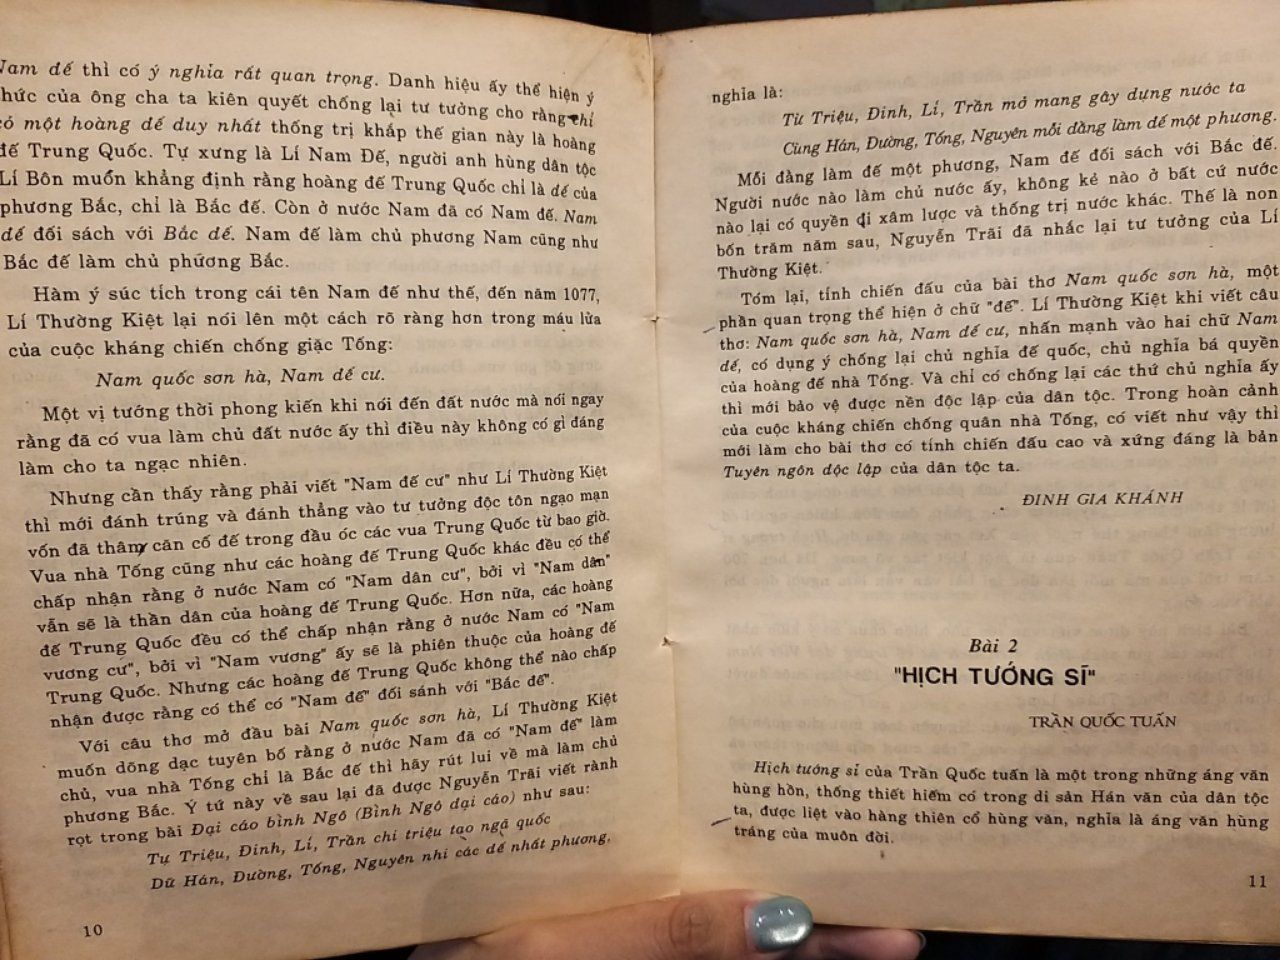 Nam đế thì có ý nghĩa rất quan trọng. Danh hiệu ấy thể hiện ý
thức của ông cha ta kiên quyết chống lại tư tưởng cho rằng chỉ
có một hoàng đế duy nhất thống trị khắp thế gian này là hoàng
đế Trung Quốc. Tự xưng là Lí Nam Đế, người anh hùng dân tộc
Lí Bôn muốn khẳng định rằng hoàng đế Trung Quốc chỉ là đế của
phương Bắc, chỉ là Bắc đế. Còn ở nước Nam đã có Nam đế. Nam
đế đối sách với Bắc đế. Nam đế làm chủ phương Nam cũng như
Bắc đế làm chủ phương Bắc.
Hàm ý súc tích trong cái tên Nam đế như thế, đến năm 1077,
Lí Thường Kiệt lại nói lên một cách rõ ràng hơn trong máu lửa
của cuộc kháng chiến chống giặc Tống:
Nam quốc sơn hà, Nam đế cư.
Một vị tướng thời phong kiến khi nói đến đất nước mà nói ngay
rằng đã có vua làm chủ đất nước ấy thì điều này không có gì đáng
làm cho ta ngạc nhiên.
Nhưng cần thấy rằng phải viết "Nam đế cư" như Lí Thường Kiệt
thì mới đánh trúng và đánh thẳng vào tư tưởng độc tôn ngạo mạn
vốn đã thâm căn cố đế trong đầu óc các vua Trung Quốc từ bao giờ.
Vua nhà Tống cũng như các hoàng đế Trung Quốc khác đều có thể
chấp nhận rằng ở nước Nam có "Nam dân cư", bởi vì "Nam dân"
vẫn sẽ là thần dân của hoàng đế Trung Quốc. Hơn nữa, các hoàng
đế Trung Quốc đều có thể chấp nhận rằng ở nước Nam có "Nam
vương cư", bởi vì "Nam vương" ấy sẽ là phiên thuộc của hoàng đế
Trung Quốc. Nhưng các hoàng đế Trung Quốc không thể nào chấp
nhận được rằng có thể có "Nam đế" đối sánh với "Bắc đế".
Với câu thơ mở đầu bài Nam quốc sơn hà, Lí Thường Kiệt
muốn dõng dạc tuyên bố rằng ở nước Nam đã có "Nam đế" làm
chủ, vua nhà Tống chỉ là Bắc đế thì hãy rút lui về mà làm chủ
phương Bắc. Ý tứ này về sau lại đã được Nguyễn Trãi viết rành
rọt trong bài Đại cáo bình Ngô (Bình Ngô đại cáo) như sau:
Tự Triệu, Đinh, Lí, Trần chi triệu tạo ngã quốc
Dữ Hán, Đường, Tống, Nguyên nhi các đế nhất phương,
10
nghĩa là:
Từ Triệu, Đinh, Lí, Trần mở mang gây dựng nước ta
Cùng Hán, Đường, Tống, Nguyên mỗi đằng làm đế một phương.
Mỗi đằng làm đế một phương, Nam đế đối sách với Bắc đế.
Người nước nào làm chủ nước ấy, không kẻ nào ở bất cứ nước
nào lại có quyền đi xâm lược và thống trị nước khác. Thế là non
bốn trăm năm sau, Nguyễn Trãi đã nhắc lại tư tưởng của Lí
Thường Kiệt.
Tóm lại, tính chiến đấu của bài thơ Nam quốc sơn hà, một
phần quan trọng thể hiện ở chữ "đế". Lí Thường Kiệt khi viết câu
thơ: Nam quốc sơn hà, Nam đế cư, nhấn mạnh vào hai chữ Nam
đế, có dụng ý chống lại chủ nghĩa đế quốc, chủ nghĩa bá quyền
của hoàng đế nhà Tống. Và chỉ có chống lại các thứ chủ nghĩa ấy
thì mới bảo vệ được nền độc lập của dân tộc. Trong hoàn cảnh
của cuộc kháng chiến chống quân nhà Tống, có viết như vậy thì
mới làm cho bài thơ có tính chiến đấu cao và xứng đáng là bản
Tuyên ngôn độc lập của dân tộc ta.
ĐINH GIA KHÁNH
Bài 2
"HỊCH TƯỚNG SĨ"
TRẦN QUỐC TUẤN
Hịch tướng sĩ của Trần Quốc tuấn là một trong những áng văn
hùng hồn, thống thiết hiếm có trong di sản Hán văn của dân tộc
ta, được liệt vào hàng thiên cổ hùng văn, nghĩa là áng văn hùng
tráng của muôn đời.
11